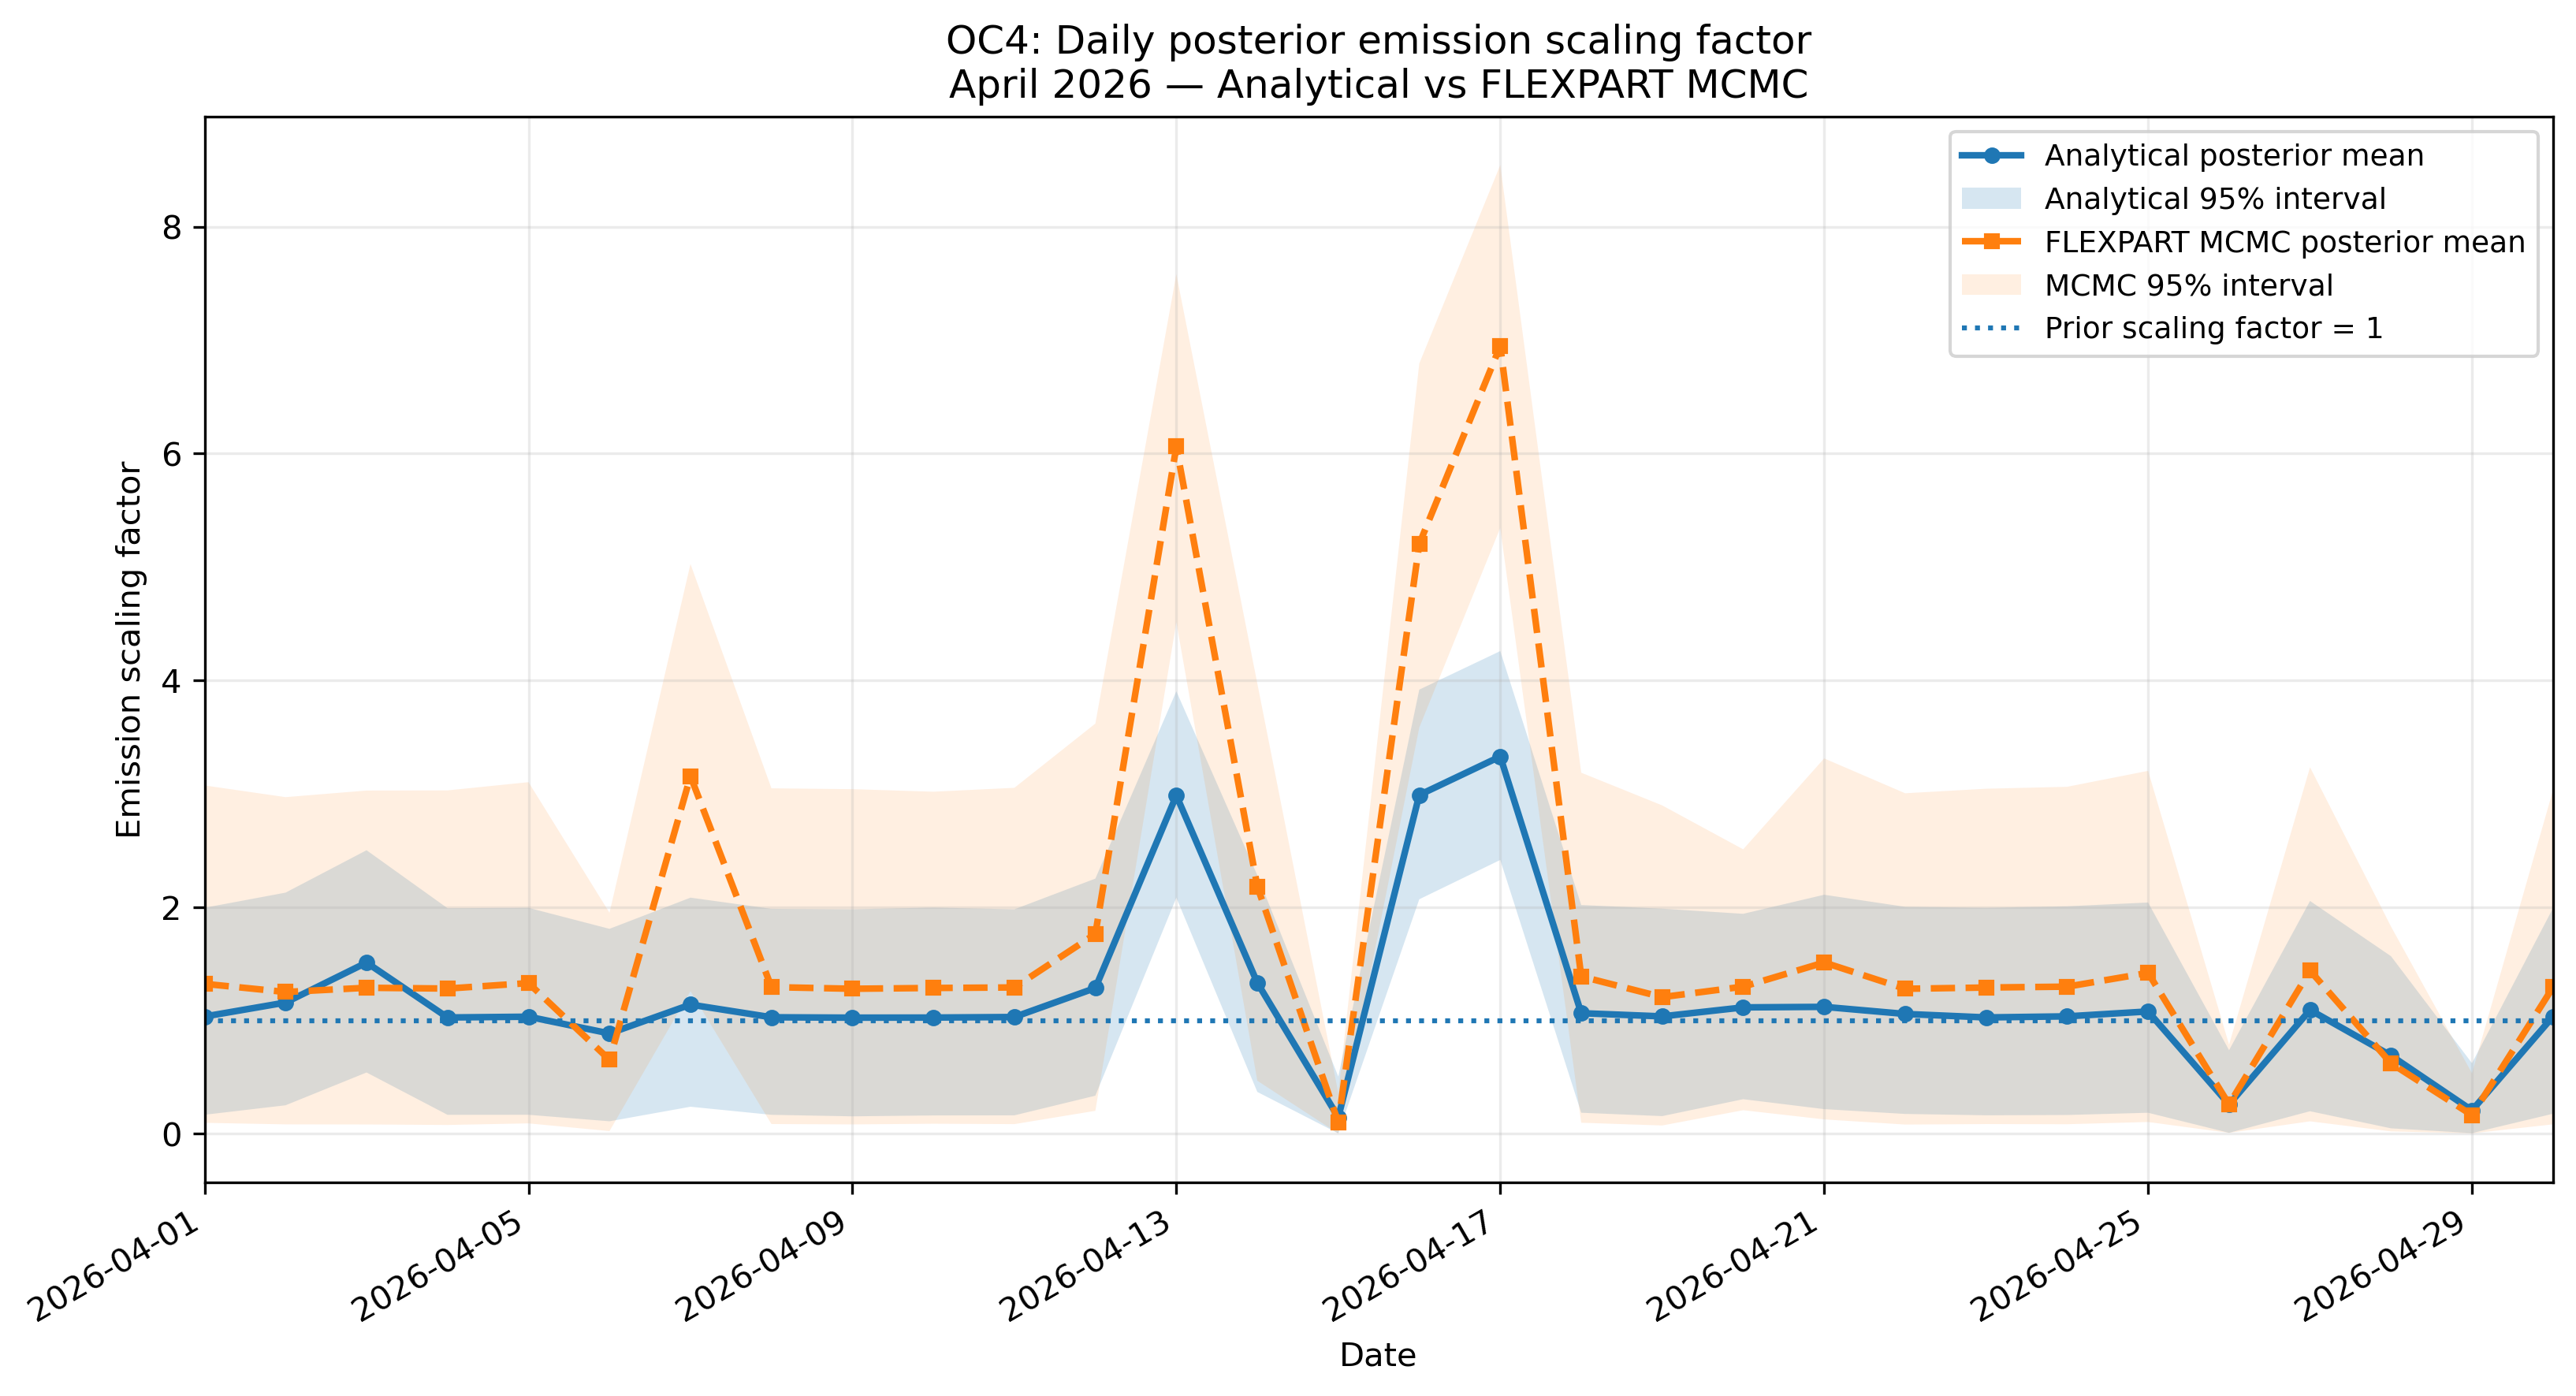 OC4: Daily posterior emission scaling factor
April 2026 — Analytical vs FLEXPART MCMC
Analytical posterior mean
Analytical 95% interval
FLEXPART MCMC posterior mean
MCMC 95% interval
Prior scaling factor = 1
Emission scaling factor
8
6
4
2
0
2026-04-01
2026-04-05
2026-04-09
2026-04-13
2026-04-17
2026-04-21
2026-04-25
2026-04-29
Date